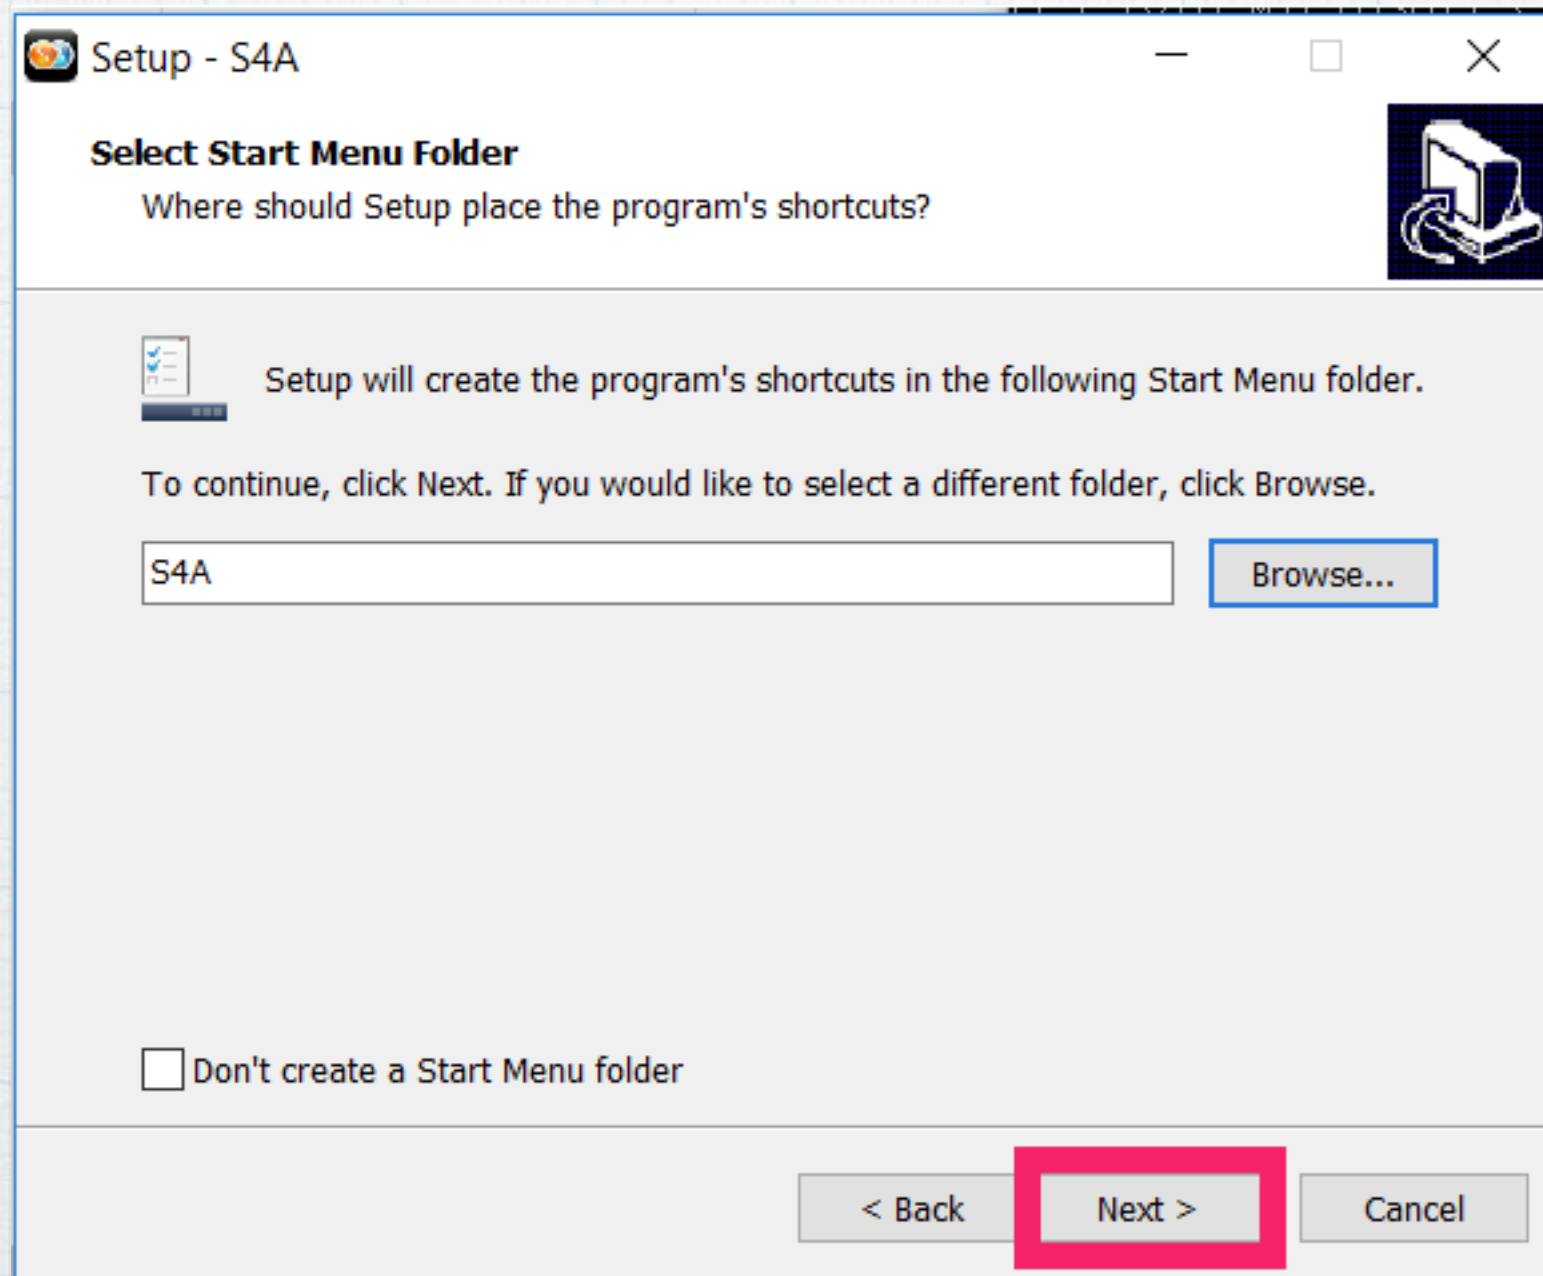 Setup - S4A
Select Start Menu Folder
Where should Setup place the program's shortcuts?
Setup will create the program's shortcuts in the following Start Menu folder.
To continue, click Next. If you would like to select a different folder, click Browse.
S4A
Browse...
Don't create a Start Menu folder
< Back
Next >
Cancel